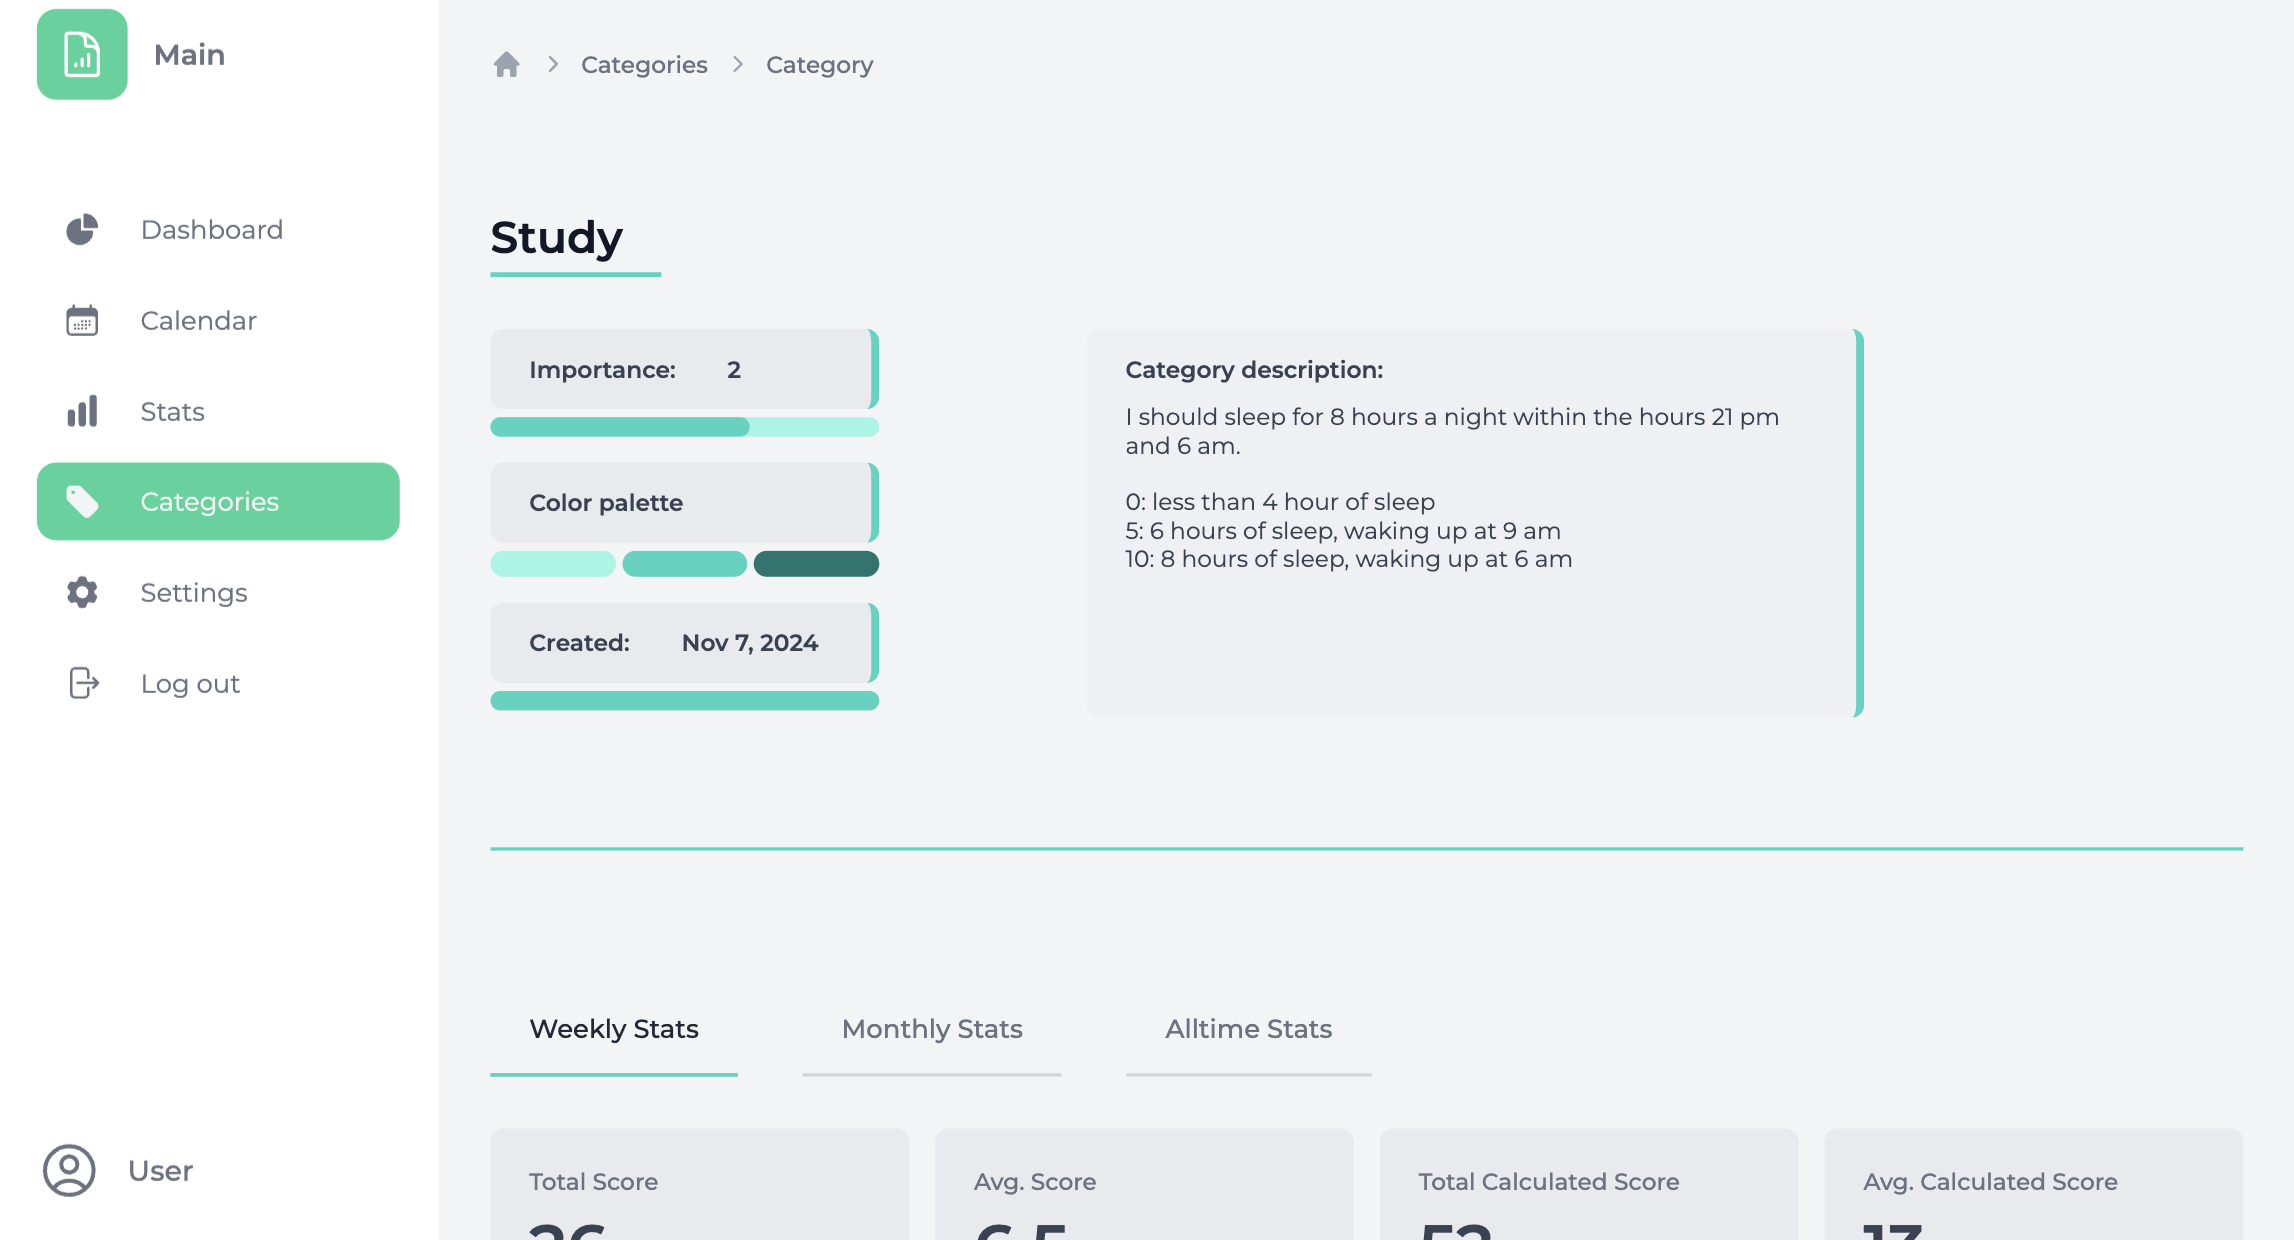 Main
Dashboard
Calendar
Stats
Categories
Settings
Log out
User
Categories
Category
Study
Importance: 2
Color palette
Created: Nov 7, 2024
Category description:
I should sleep for 8 hours a night within the hours 21 pm
and 6 am.
0: less than 4 hour of sleep
5: 6 hours of sleep, waking up at 9 am
10: 8 hours of sleep, waking up at 6 am
Weekly Stats
Monthly Stats
Alltime Stats
Total Score
Avg. Score
Total Calculated Score
Avg. Calculated Score